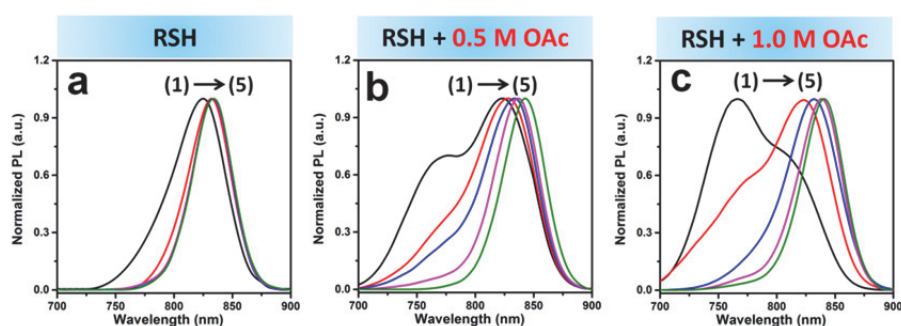 RSH
RSH + 0.5 M OAc
RSH + 1.0 M OAc
a
(1) → (5)
Normalized PL (a.u.)
1.2
0.9
0.6
0.3
0.0
700 750 800 850 900
Wavelength (nm)
b
(1) → (5)
Normalized PL (a.u.)
1.2
0.9
0.6
0.3
0.0
700 750 800 850 900
Wavelength (nm)
c
(1) → (5)
Normalized PL (a.u.)
1.2
0.9
0.6
0.3
0.0
700 750 800 850 900
Wavelength (nm)